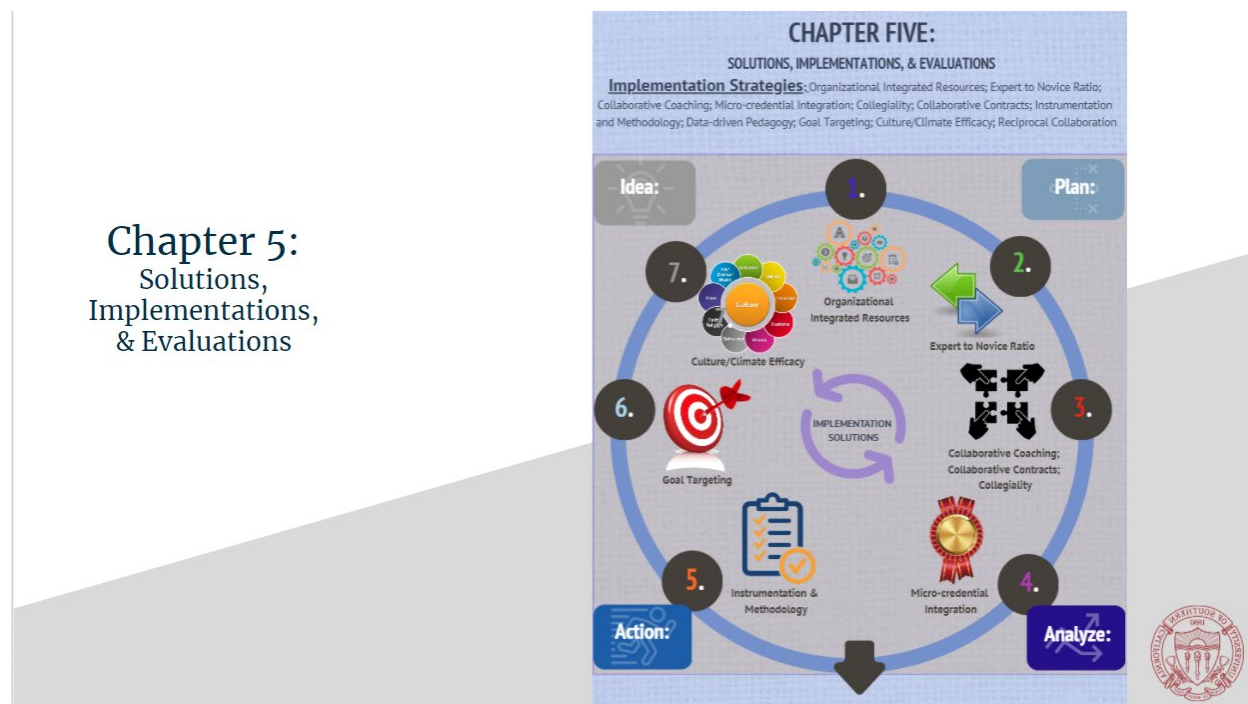 Chapter 5:
Solutions,
Implementations,
& Evaluations
CHAPTER FIVE:
SOLUTIONS, IMPLEMENTATIONS, & EVALUATIONS
Implementation Strategies: Organizational Integrated Resources; Expert to Novice Ratio;
Collaborative Coaching; Micro-credential Integration; Collegiality; Collaborative Contracts; Instrumentation
and Methodology; Data-driven Pedagogy; Goal Targeting; Culture/Climate Efficacy; Reciprocal Collaboration
Idea:
Plan:
1.
Organizational
Integrated Resources
2.
Expert to Novice Ratio
3.
Collaborative Coaching;
Collaborative Contracts;
Collegiality
4.
Micro-credential
Integration
5.
Instrumentation &
Methodology
6.
Goal Targeting
7.
Culture
Culture/Climate Efficacy
IMPLEMENTATION
SOLUTIONS
Action:
Analyze:
OF SOUTHERN
CALIFORNIA
1880